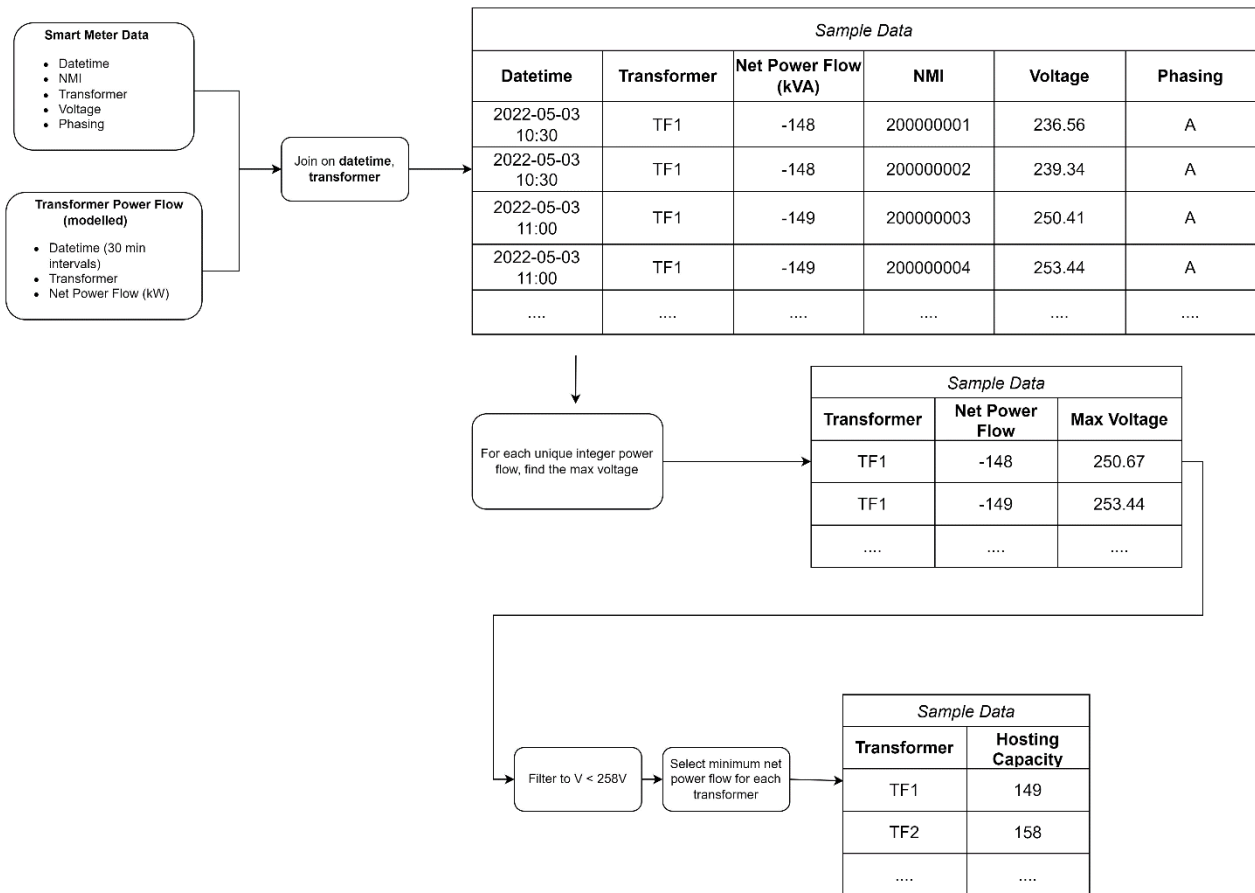 Smart Meter Data
• Datetime
• NMI
• Transformer
• Voltage
• Phasing
Transformer Power Flow
(modelled)
• Datetime (30 min
intervals)
• Transformer
• Net Power Flow (kW)
Join on datetime,
transformer
Sample Data
Datetime Transformer Net Power Flow (kVA) NMI Voltage Phasing
2022-05-03 10:30 TF1 -148 200000001 236.56 A
2022-05-03 10:30 TF1 -148 200000002 239.34 A
2022-05-03 11:00 TF1 -149 200000003 250.41 A
2022-05-03 11:00 TF1 -149 200000004 253.44 A
.... .... .... .... .... ....
For each unique integer power
flow, find the max voltage
Sample Data
Transformer Net Power Flow Max Voltage
TF1 -148 250.67
TF1 -149 253.44
.... .... ....
Filter to V < 258V
Select minimum net
power flow for each
transformer
Sample Data
Transformer Hosting Capacity
TF1 149
TF2 158
.... ....